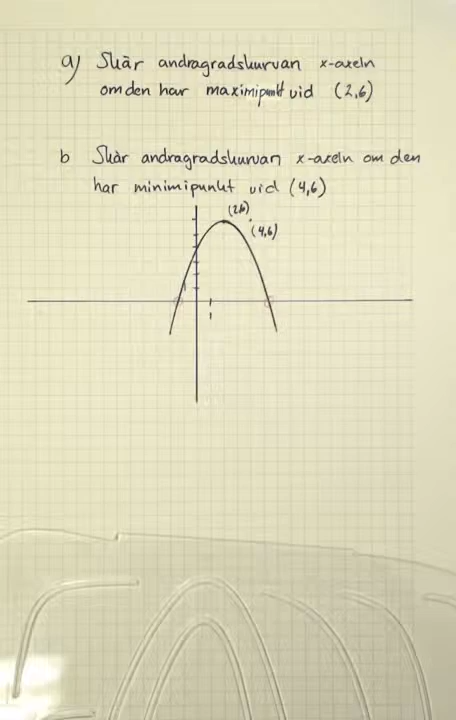 a) Skär andragradskurvan x-axeln
om den har maximipunkt vid (2,6)
b Skär andragradskurvan x-axeln om den
har minimipunkt vid (4,6)
(2,6)
(4,6)